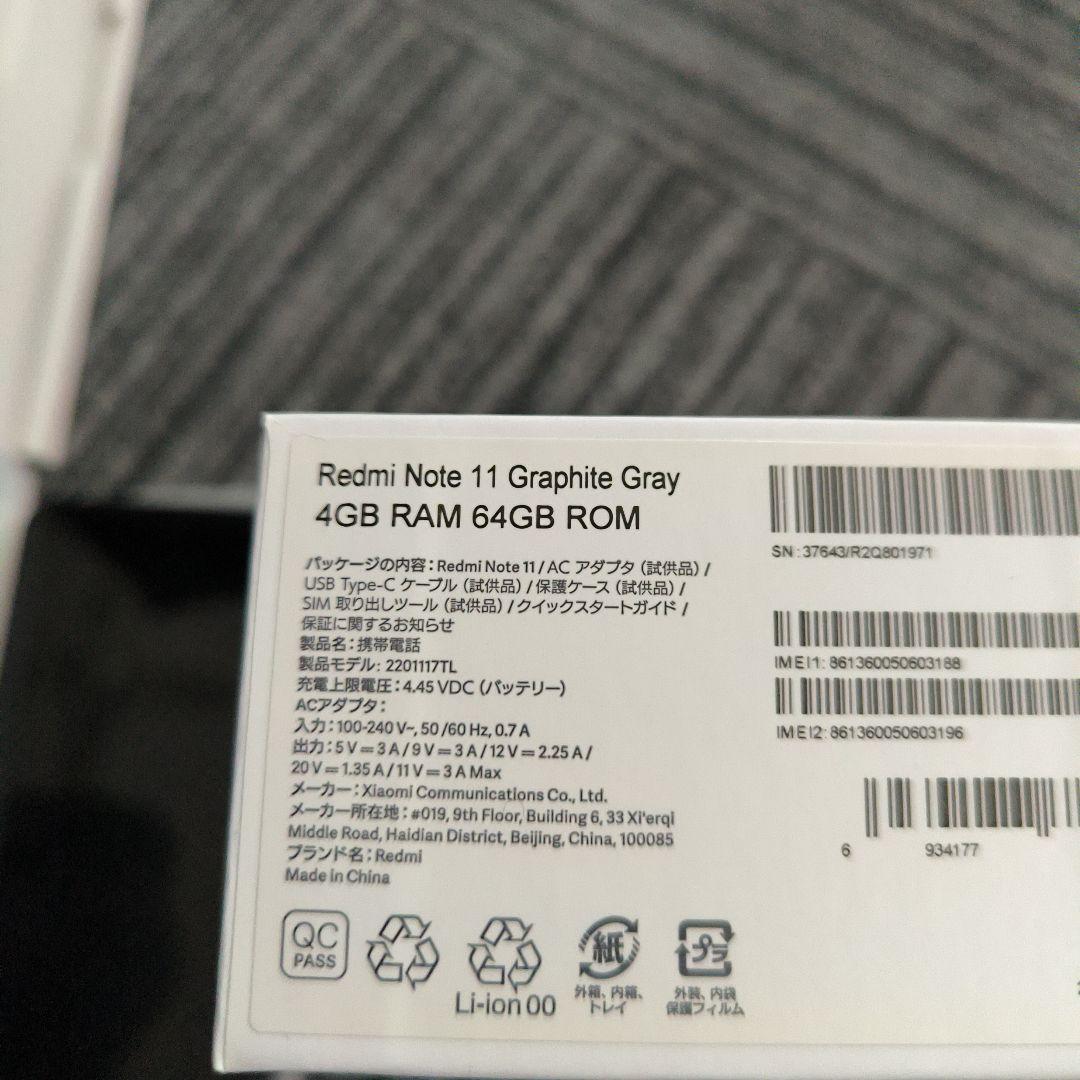 Redmi Note 11 Graphite Gray
4GB RAM 64GB ROM
パッケージの内容：Redmi Note 11 / AC アダプタ（試供品）/
USB Type-C ケーブル（試供品）/ 保護ケース（試供品）/
SIM 取り出しツール（試供品）/ クイックスタートガイド /
保証に関するお知らせ
製品名：携帯電話
製品モデル：2201117TL
充電上限電圧：4.45 VDC（バッテリー）
ACアダプタ：
入力：100-240 V~, 50 /60 Hz, 0.7 A
出力：5 V ⎓ 3 A / 9 V ⎓ 3 A / 12 V ⎓ 2.25 A /
20 V ⎓ 1.35 A / 11 V ⎓ 3 A Max
メーカー：Xiaomi Communications Co., Ltd.
メーカー所在地：#019, 9th Floor, Building 6, 33 Xi'erqi
Middle Road, Haidian District, Beijing, China, 100085
ブランド名：Redmi
Made in China
SN : 37643/R2Q801971
IMEI1: 861360050603188
IMEI2: 861360050603196
6 934177
QC
PASS
Li-ion 00
紙
外箱、内箱、
トレイ
プラ
外装、内袋
保護フィルム